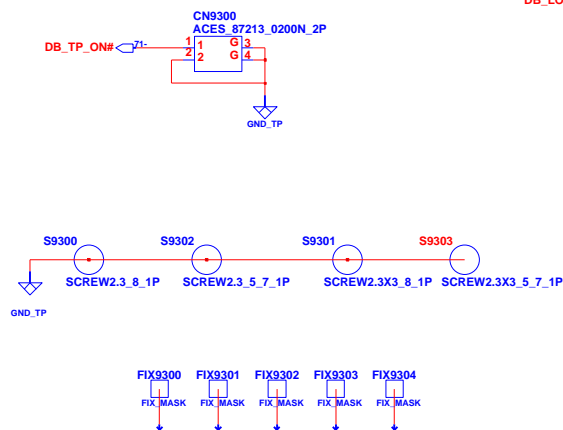 DB_LO
CN9300
ACES_87213_0200N_2P
DB_TP_ON# 71- 1 1 G 3
2 2 G 4
GND_TP
S9300 S9302 S9301 S9303
SCREW2.3_8_1P SCREW2.3_5_7_1P SCREW2.3X3_8_1P SCREW2.3X3_5_7_1P
GND_TP
FIX9300 FIX9301 FIX9302 FIX9303 FIX9304
FIX_MASK FIX_MASK FIX_MASK FIX_MASK FIX_MASK